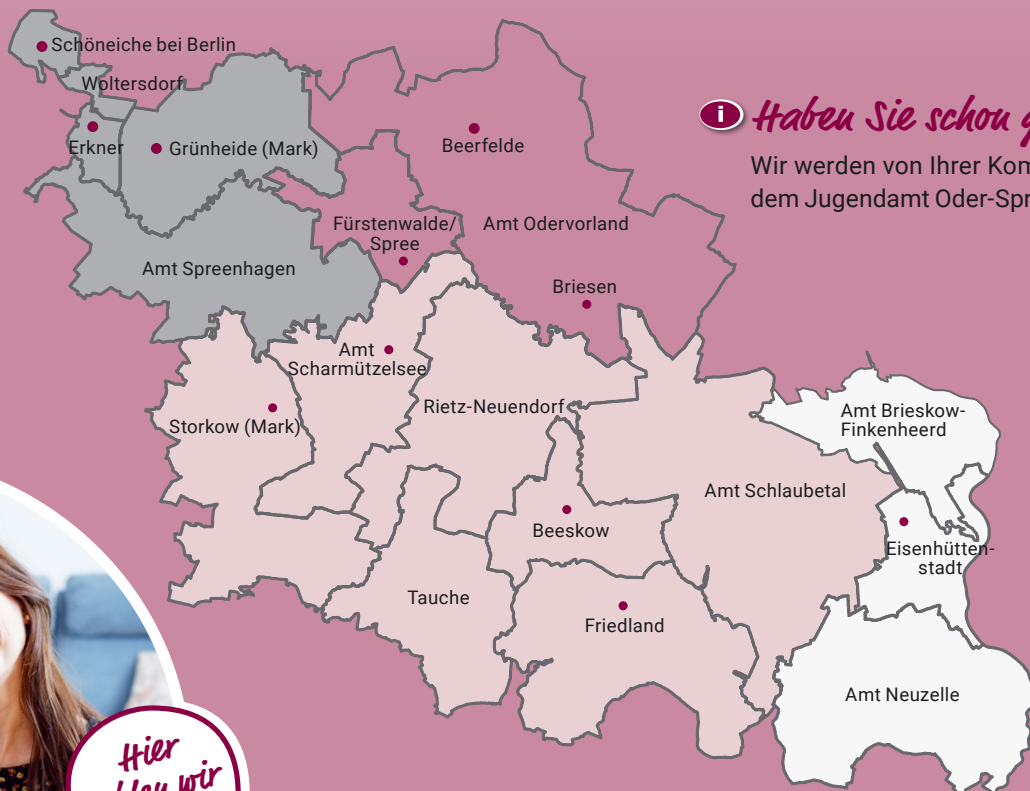 Schöneiche bei Berlin
Woltersdorf
Erkner
Grünheide (Mark)
Beerfelde
i Haben Sie schon
Wir werden von Ihrer
dem Jugendamt
Fürstenwalde/
Spree
Amt Odervorland
Amt Spreenhagen
Briesen
Amt
Scharmützelsee
Rietz-Neuendorf
Storkow (Mark)
Amt Brieskow-
Finkenheerd
Amt Schlaubetal
Beeskow
Eisenhütten-
stadt
Tauche
Friedland
Amt Neuzelle
Hier
wir